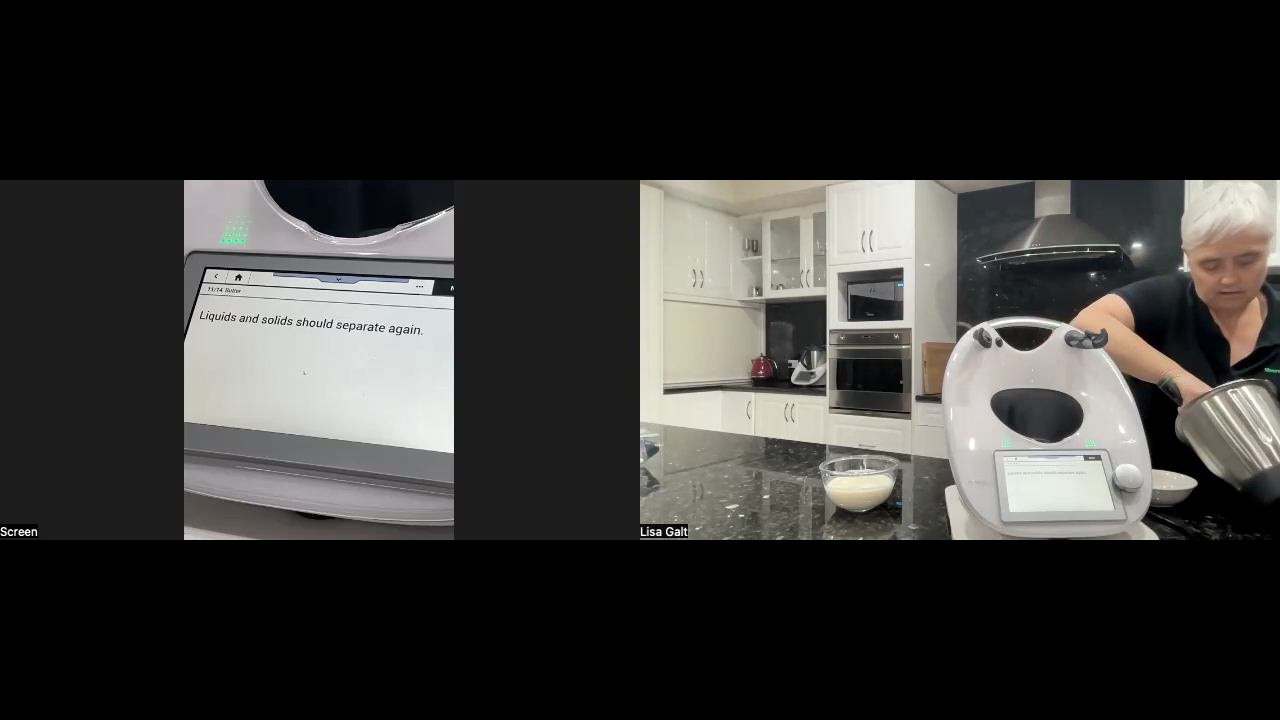 11/14 Butter
Liquids and solids should separate again.
Screen
Lisa Galt